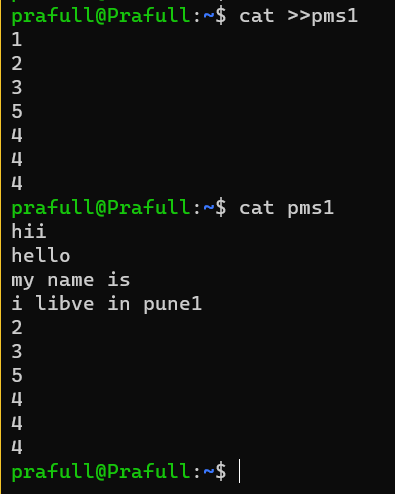 prafull@Prafull:~$ cat >>pms1
1
2
3
5
4
4
4
prafull@Prafull:~$ cat pms1
hii
hello
my name is
i libve in pune1
2
3
5
4
4
4
prafull@Prafull:~$